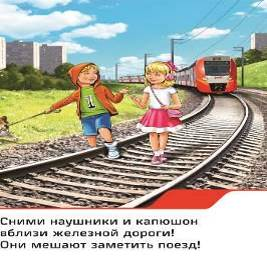 Сними наушники и капюшон
вблизи железной дороги!
Они мешают заметить поезд!